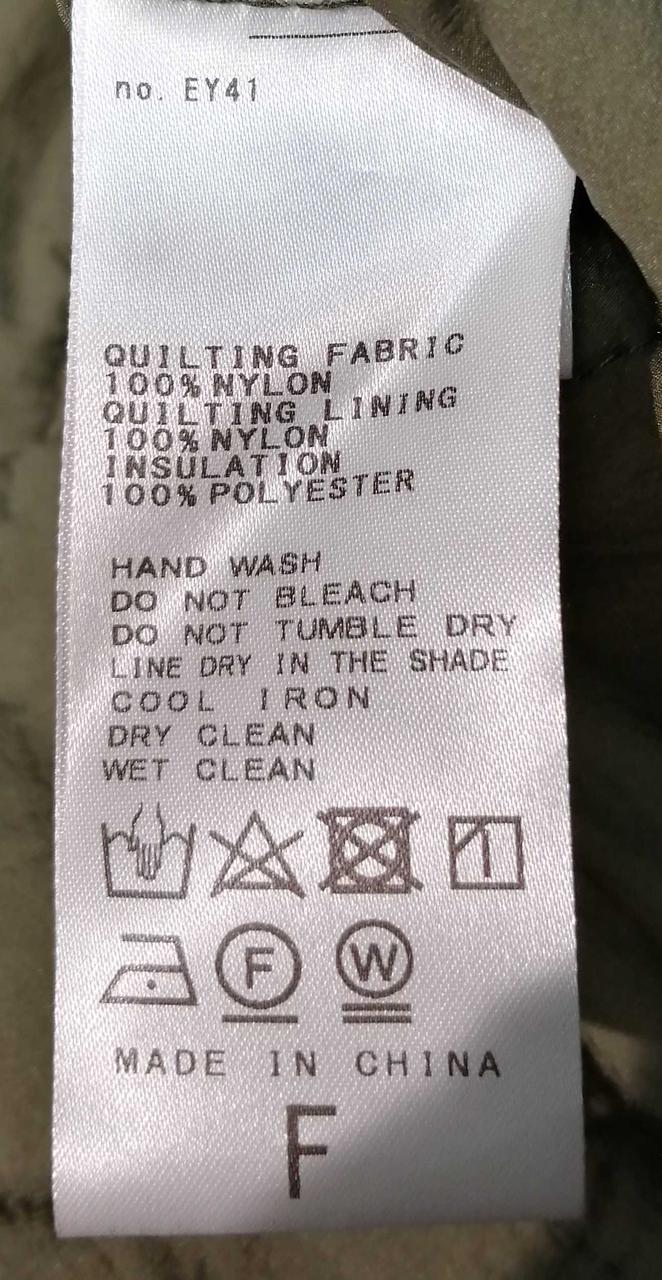 no. EY41
QUILTING FABRIC
100% NYLON
QUILTING LINING
100% NYLON
INSULATION
100% POLYESTER
HAND WASH
DO NOT BLEACH
DO NOT TUMBLE DRY
LINE DRY IN THE SHADE
COOL IRON
DRY CLEAN
WET CLEAN
F W
MADE IN CHINA
F